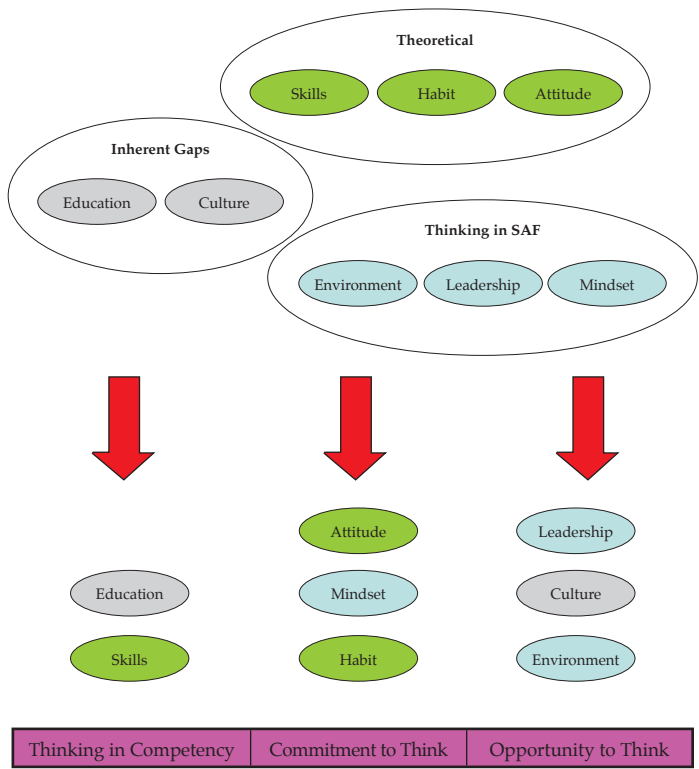 Theoretical
Skills Habit Attitude
Inherent Gaps
Education Culture
Thinking in SAF
Environment Leadership Mindset
Attitude Leadership
Education Mindset Culture
Skills Habit Environment
Thinking in Competency Commitment to Think Opportunity to Think